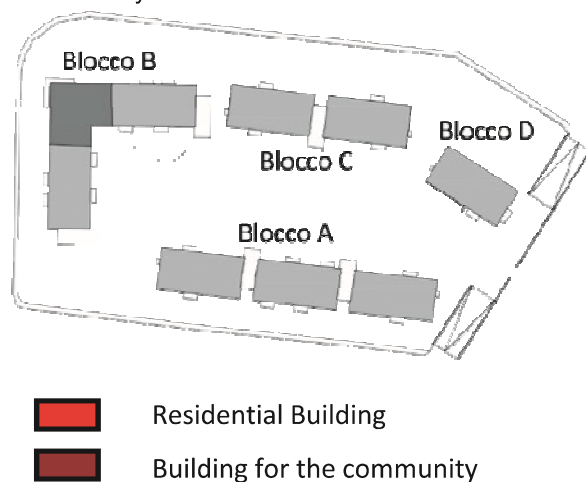 Blocco B
Blocco D
Blocco C
Blocco A
Residential Building
Building for the community